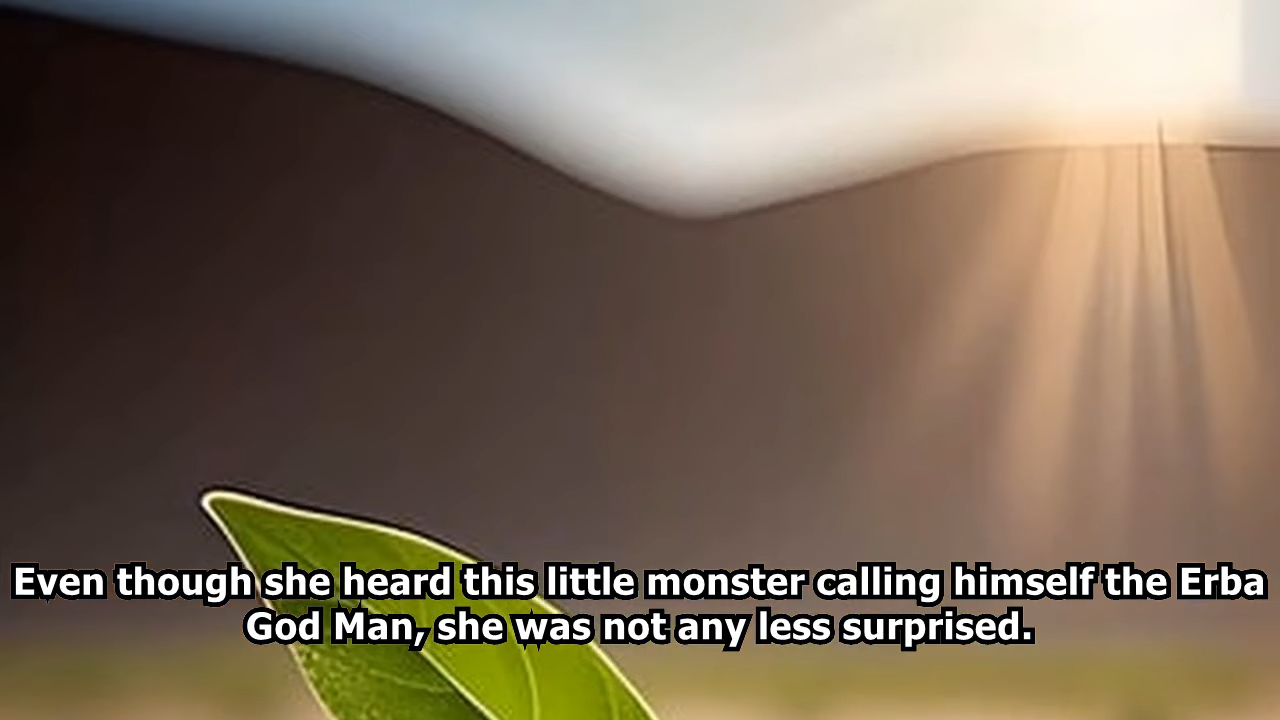 Even though she heard this little monster calling himself the Erba
God Man, she was not any less surprised.